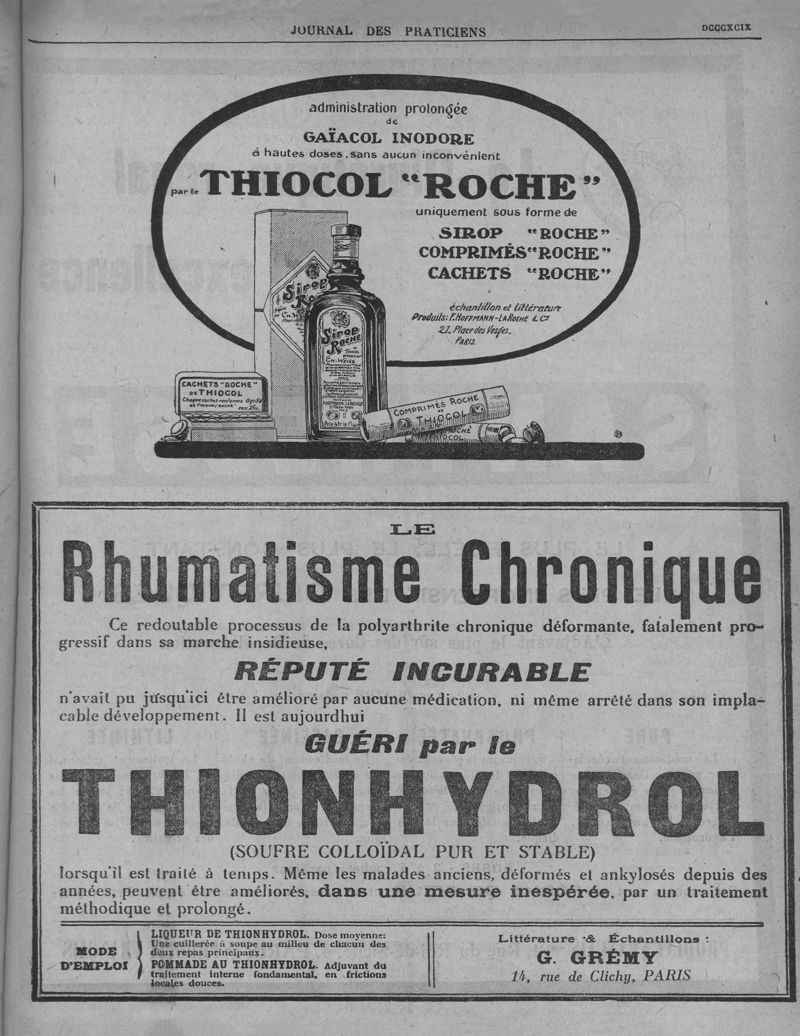 JOURNAL DES PRATICIENS
DCCCXCIX
administration prolongée
de
GAÏACOL INODORE
à hautes doses, sans aucun inconvénient
par le THIOCOL "ROCHE"
uniquement sous forme de
SIROP "ROCHE"
COMPRIMÉS "ROCHE"
CACHETS "ROCHE"
échantillon et littérature
Produits: F. HOFFMANN-LAROCHE & Cº
21, Place des Vosges.
PARIS.
Sirop
Roche
Sirop
ROCHE
CACHETS "ROCHE"
DE THIOCOL
COMPRIMÉS ROCHE
THIOCOL
LE
Rhumatisme Chronique
Ce redoutable processus de la polyarthrite chronique déformante, fatalement pro-
gressif dans sa marche insidieuse,
RÉPUTÉ INCURABLE
n'avait pu jusqu'ici être amélioré par aucune médication, ni même arrêté dans son impla-
cable développement. Il est aujourdhui
GUÉRI par le
THIONHYDROL
(SOUFRE COLLOÏDAL PUR ET STABLE)
lorsqu'il est traité à temps. Même les malades anciens, déformés et ankylosés depuis des
années, peuvent être améliorés, dans une mesure inespérée, par un traitement
méthodique et prolongé.
MODE
D'EMPLOI
LIQUEUR DE THIONHYDROL. Dose moyenne:
Une cuillerée à soupe au milieu de chacun des
deux repas principaux.
POMMADE AU THIONHYDROL. Adjuvant du
traitement interne fondamental, en frictions
locales douces.
Littérature & Échantillons :
G. GRÉMY
14, rue de Clichy, PARIS